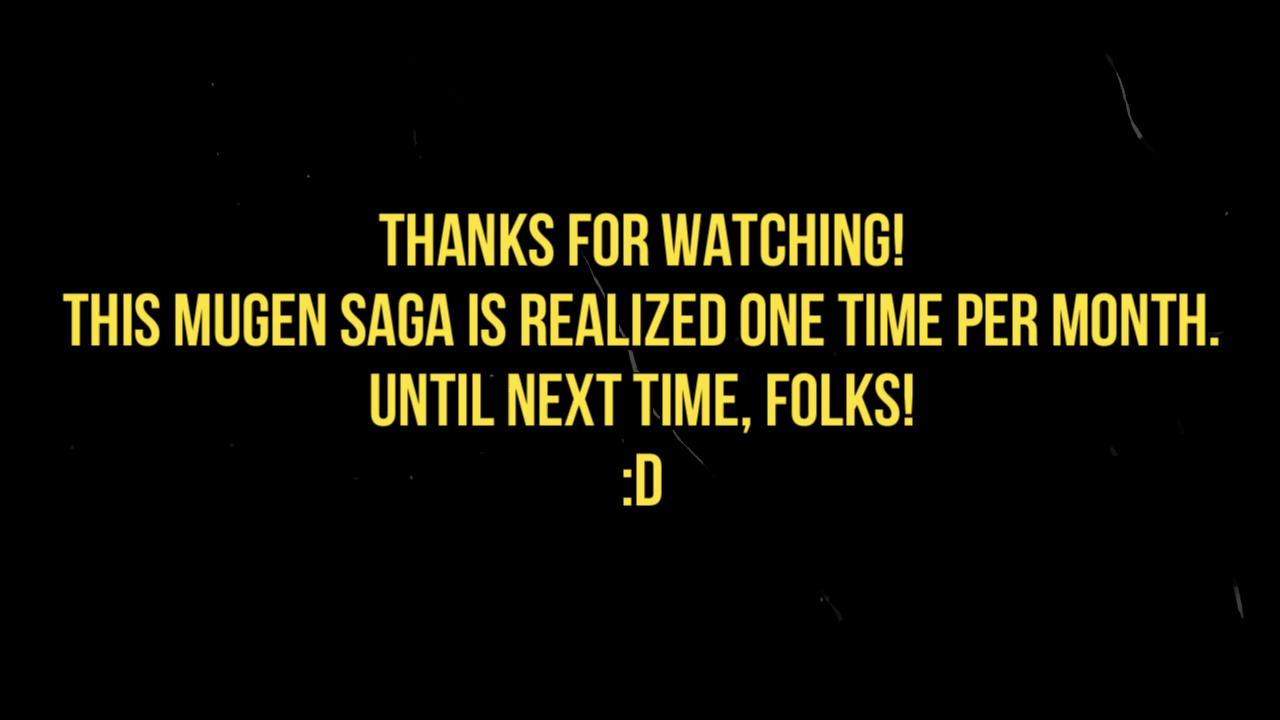 THANKS FOR WATCHING!
THIS MUGEN SAGA IS REALIZED ONE TIME PER MONTH.
UNTIL NEXT TIME, FOLKS!
:D